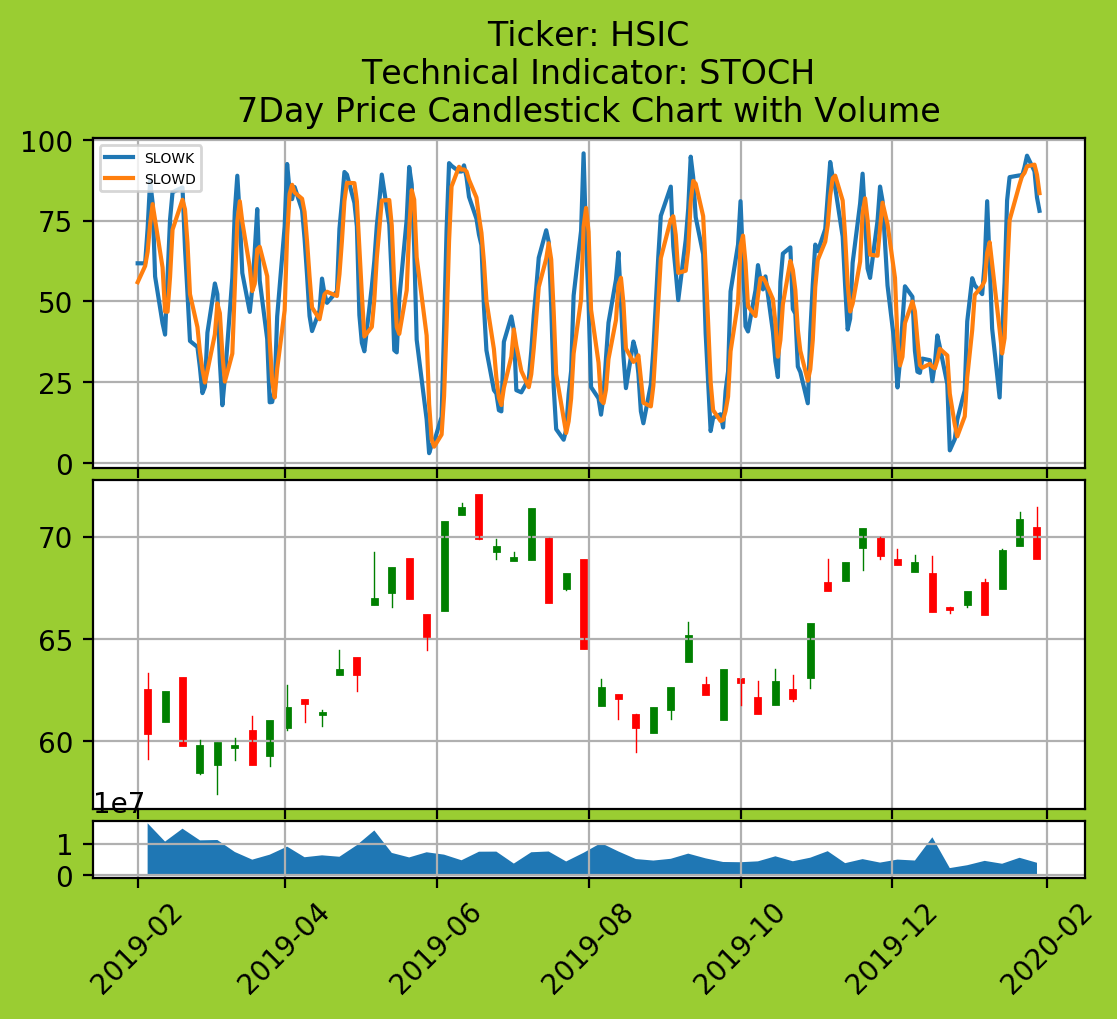 Ticker: HSIC
Technical Indicator: STOCH
7Day Price Candlestick Chart with Volume
100
75
50
25
0
SLOWK
SLOWD
70
65
60
1e7
1
0
2019-02
2019-04
2019-06
2019-08
2019-10
2019-12
2020-02